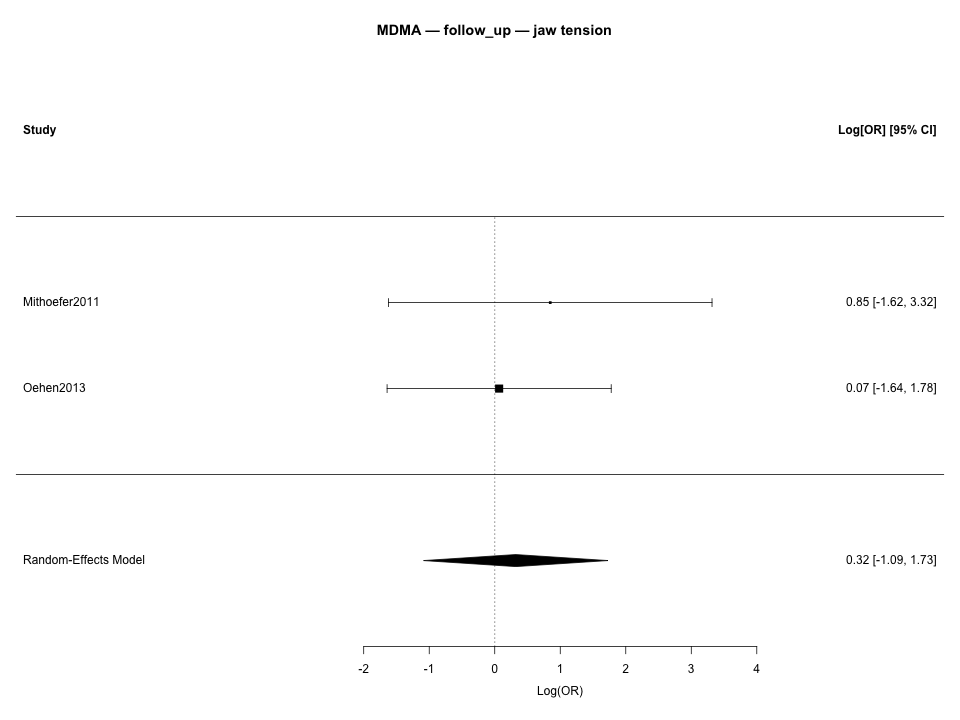 MDMA — follow_up — jaw tension
Study Log[OR] [95% CI]
Mithoefer2011 0.85 [-1.62, 3.32]
Oehen2013 0.07 [-1.64, 1.78]
Random-Effects Model 0.32 [-1.09, 1.73]
-2 -1 0 1 2 3 4
Log(OR)